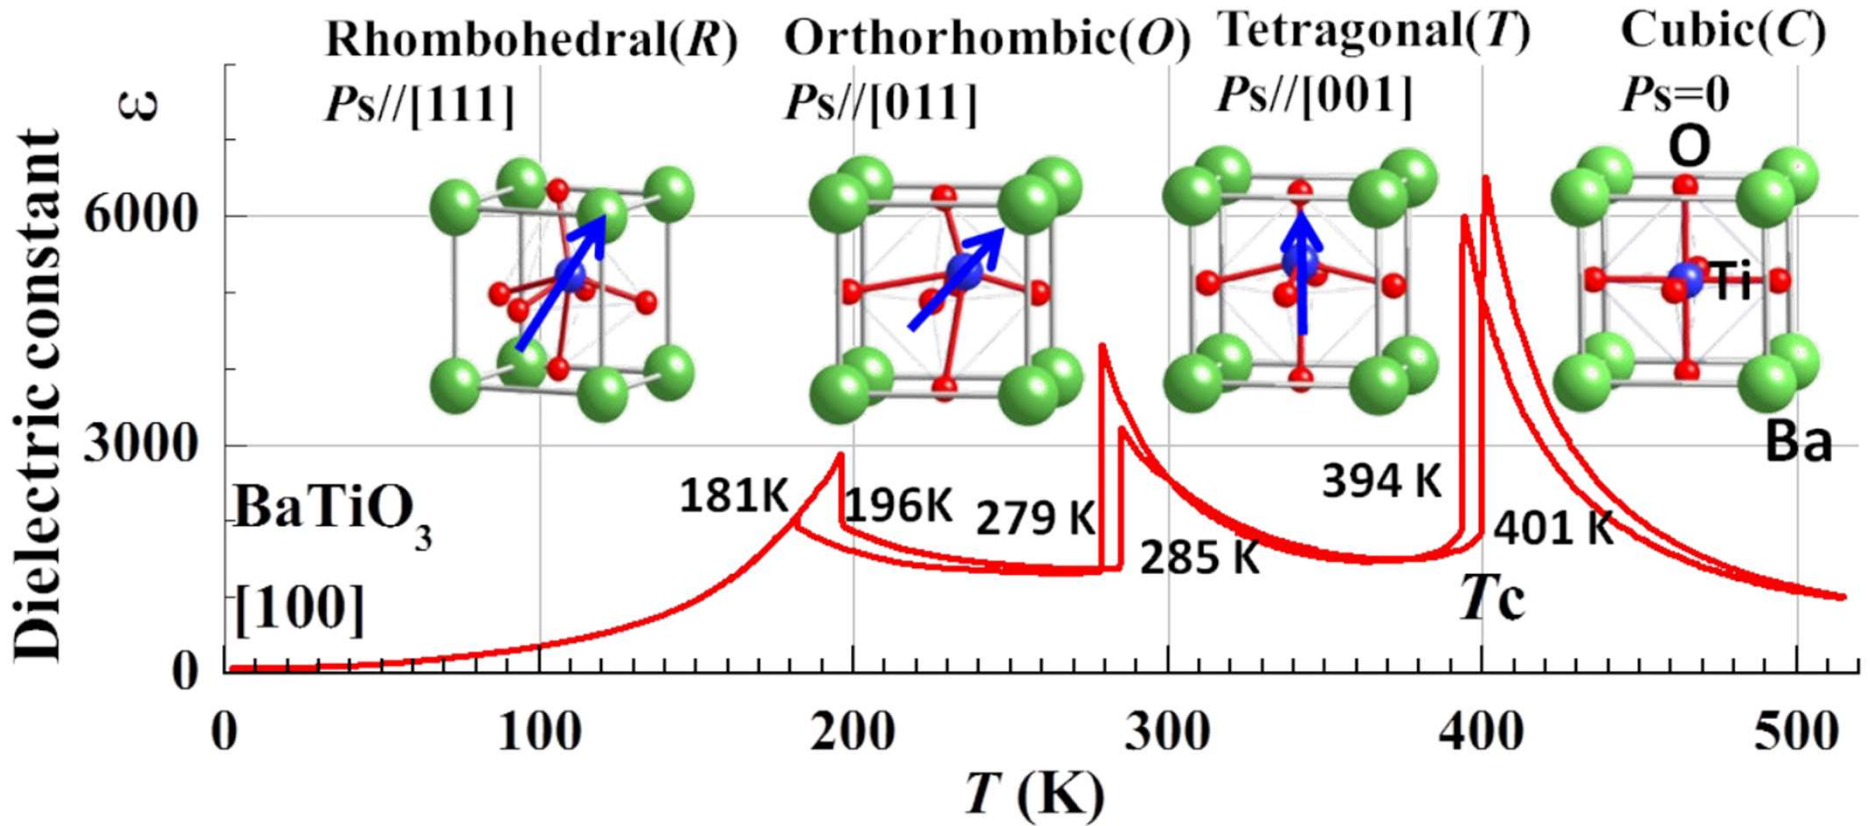 Rhombohedral(R)
Ps//[111]
Orthorhombic(O)
Ps//[011]
Tetragonal(T)
Ps//[001]
Cubic(C)
Ps=0
O
Ti
Ba
Dielectric constant ε
6000
3000
0
BaTiO₃
[100]
181K
196K
279 K
285 K
394 K
401 K
Tc
0
100
200
300
400
500
T (K)